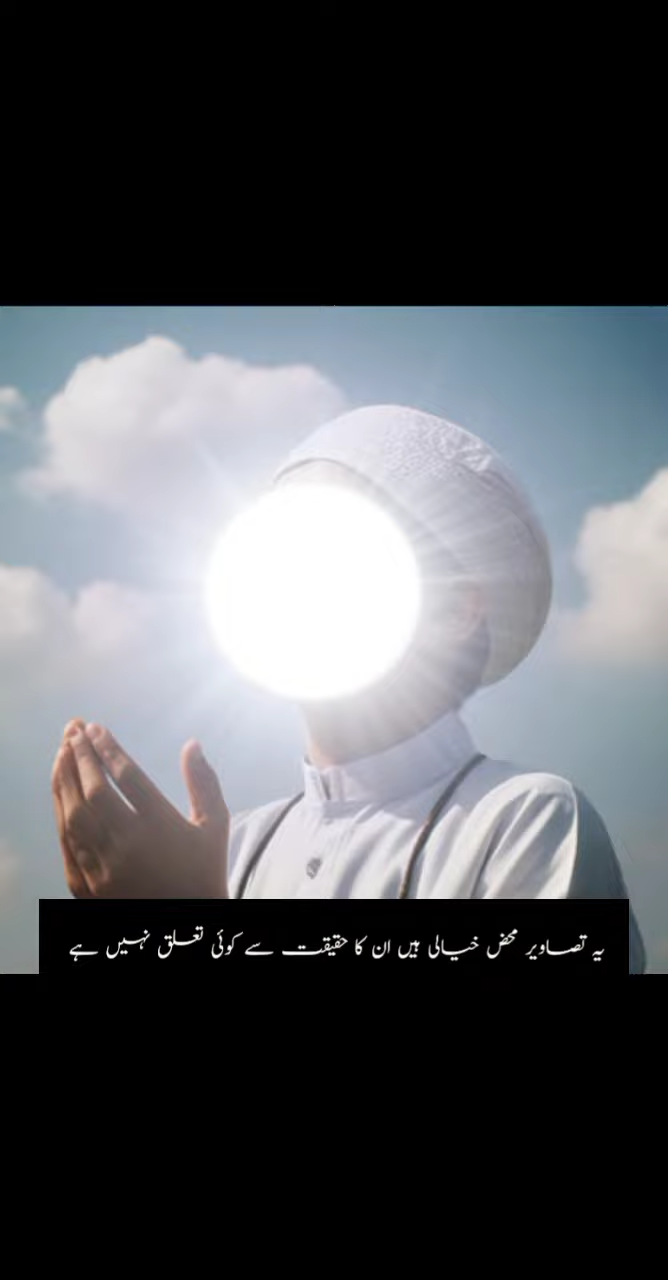 یہ تصاویر محض خیالی ہیں ان کا حقیقت سے کوئی تعلق نہیں ہے